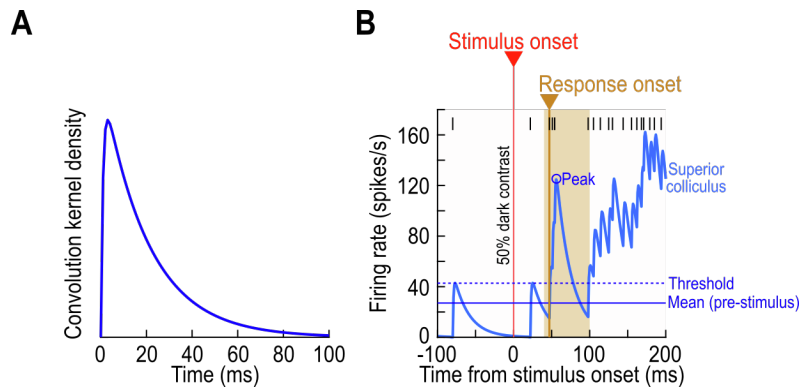 A
Convolution kernel density
0
20
40
60
80
100
Time (ms)
B
Stimulus onset
Response onset
Firing rate (spikes/s)
160
120
80
40
0
50% dark contrast
Peak
Superior
colliculus
Threshold
Mean (pre-stimulus)
-100
0
100
200
Time from stimulus onset (ms)